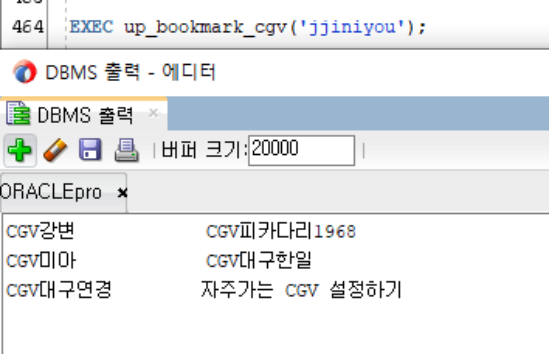 464 EXEC up_bookmark_cgv('jjiniyou');
DBMS 출력 - 에디터
DBMS 출력 ×
버퍼 크기: 20000
ORACLEpro ×
CGV강변 CGV피카다리1968
CGV미아 CGV대구한일
CGV대구연경 자주가는 CGV 설정하기